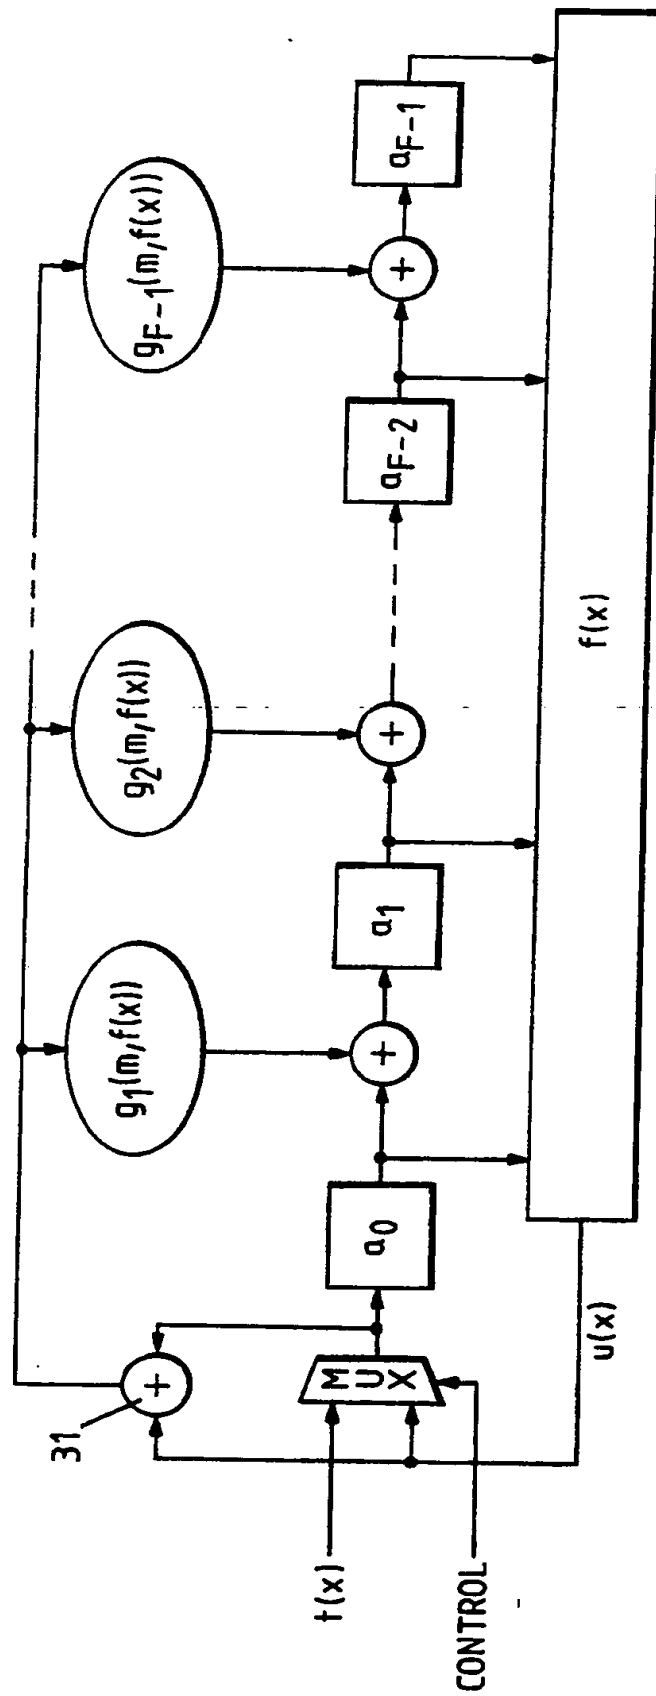 g₁(m,f(x))
g₂(m,f(x))
gF−1(m,f(x))
31
+
t(x)
MUX
a₀
+
a₁
+
aF−2
+
aF−1
CONTROL
u(x)
f(x)